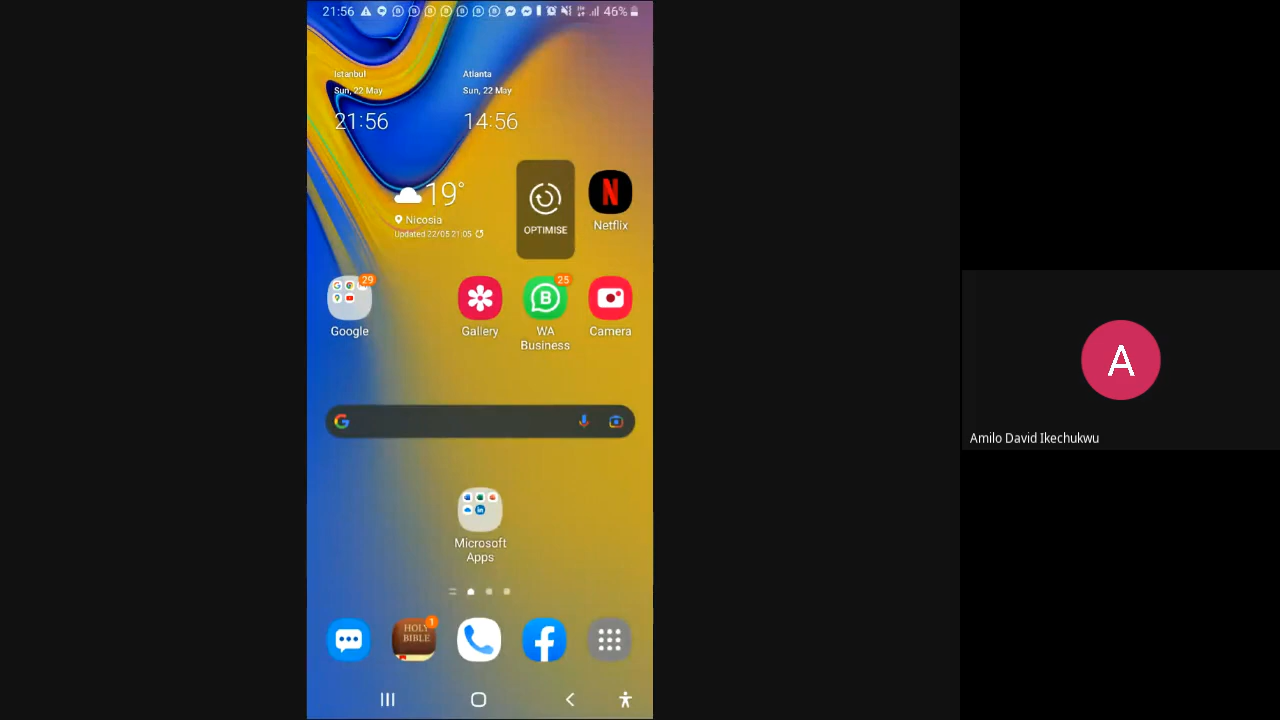 21:56
46%
Istanbul
Atlanta
Sun, 22 May
Sun, 22 May
21:56
14:56
19°
Nicosia
Updated 22/05 21:05
OPTIMISE
Netflix
29
25
Google
Gallery
WA
Business
Camera
Microsoft
Apps
HOLY
BIBLE
1
A
Amilo David Ikechukwu